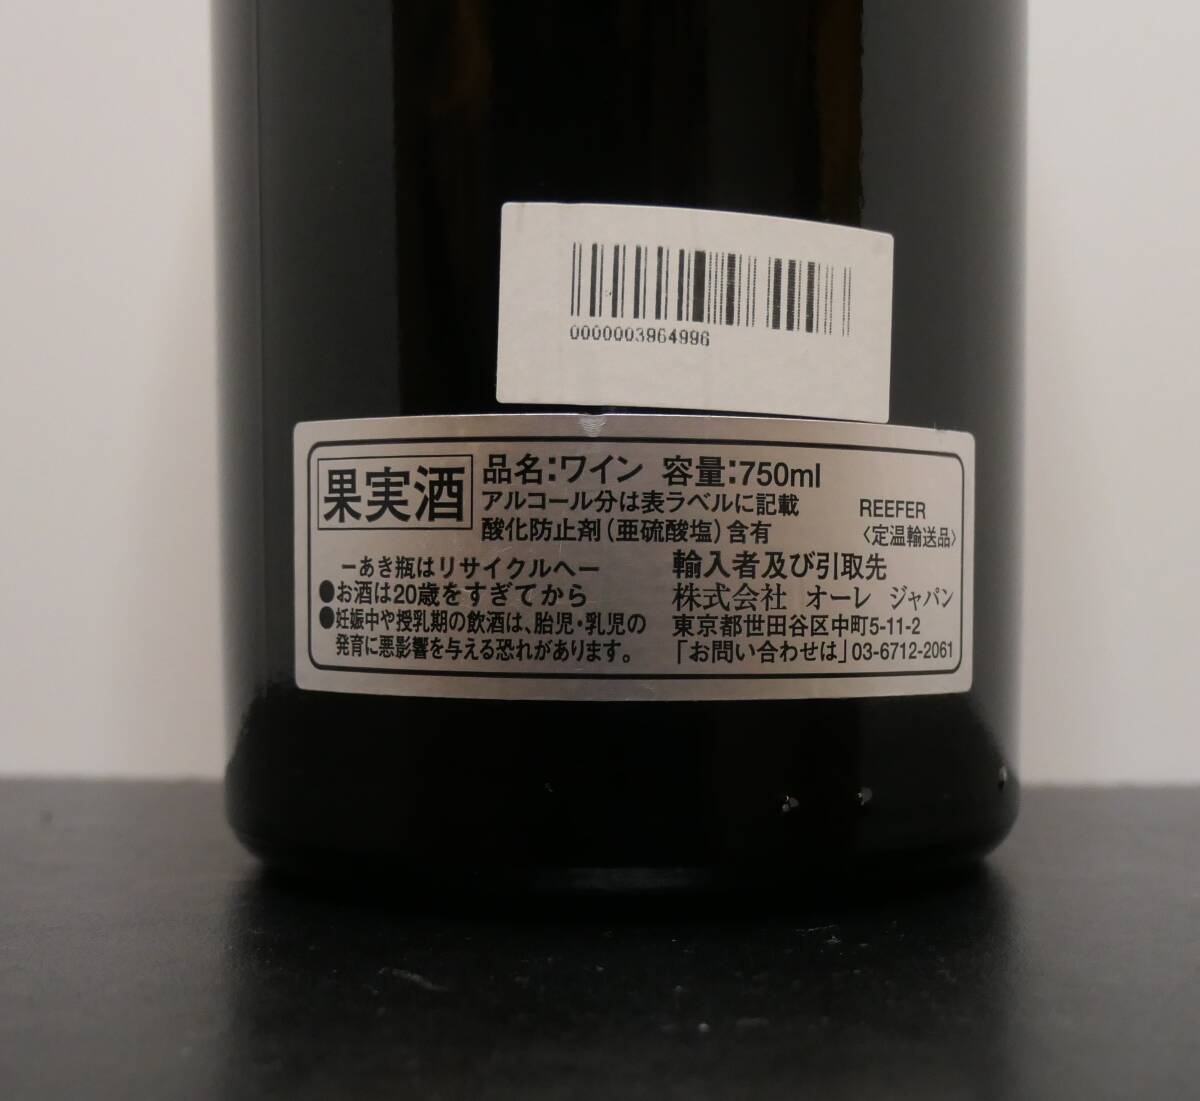 0000003964996
果実酒
品名:ワイン 容量:750ml
アルコール分は表ラベルに記載
酸化防止剤(亜硫酸塩)含有
REEFER
〈定温輸送品〉
ーあき瓶はリサイクルへー
●お酒は20歳をすぎてから
●妊娠中や授乳期の飲酒は、胎児・乳児の
発育に悪影響を与える恐れがあります。
輸入者及び引取先
株式会社 オーレ ジャパン
東京都世田谷区中町5-11-2
「お問い合わせは」03-6712-2061